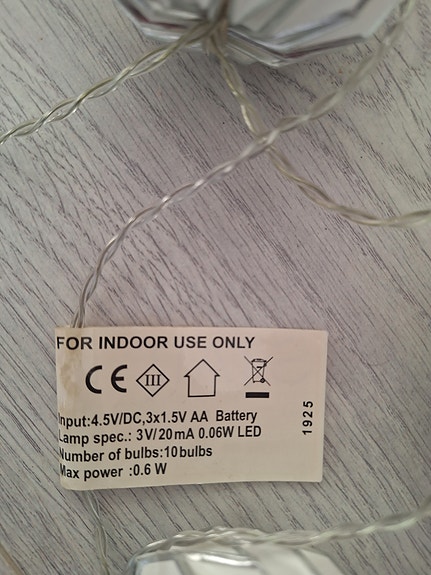 FOR INDOOR USE ONLY
CE III
Input:4.5V/DC,3x1.5V AA Battery
Lamp spec.: 3V/20mA 0.06W LED
Number of bulbs:10bulbs
Max power :0.6 W
1925